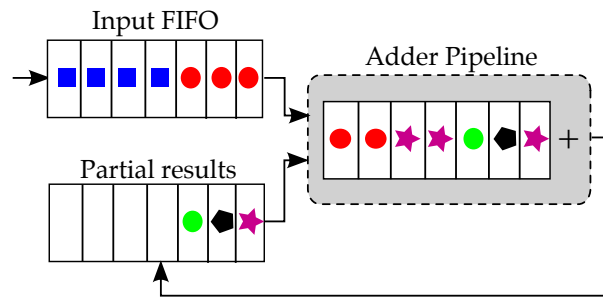 Input FIFO
Adder Pipeline
+
Partial results